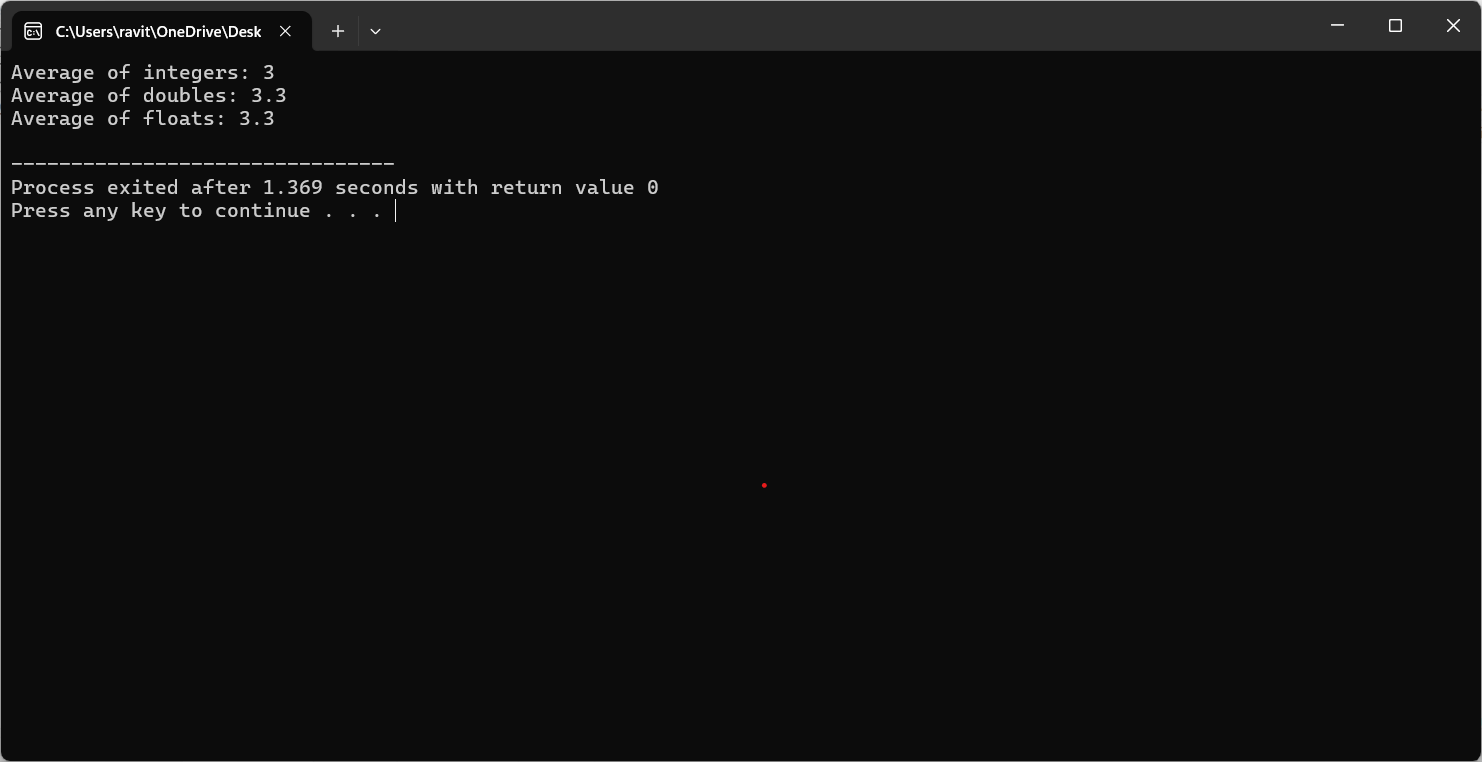 C:\Users\ravit\OneDrive\Desk
Average of integers: 3
Average of doubles: 3.3
Average of floats: 3.3
--------------------------------
Process exited after 1.369 seconds with return value 0
Press any key to continue . . .